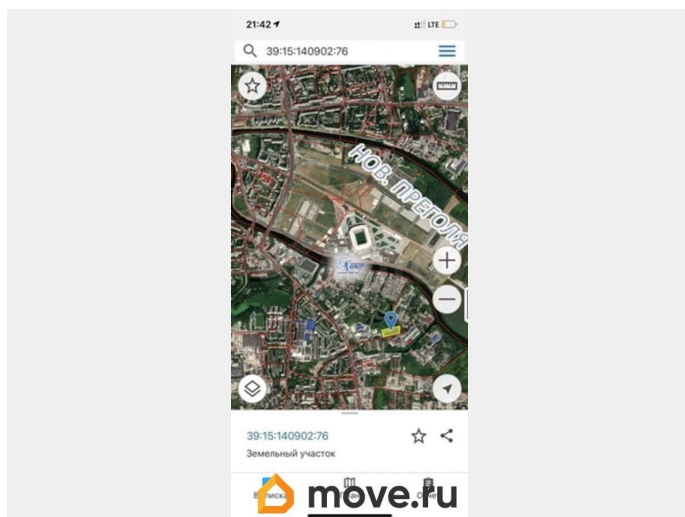 21:42
LTE
39:15:140902:76
НОВ. ПРЕГОЛЯ
39:15:140902:76
Земельный участок
move.ru